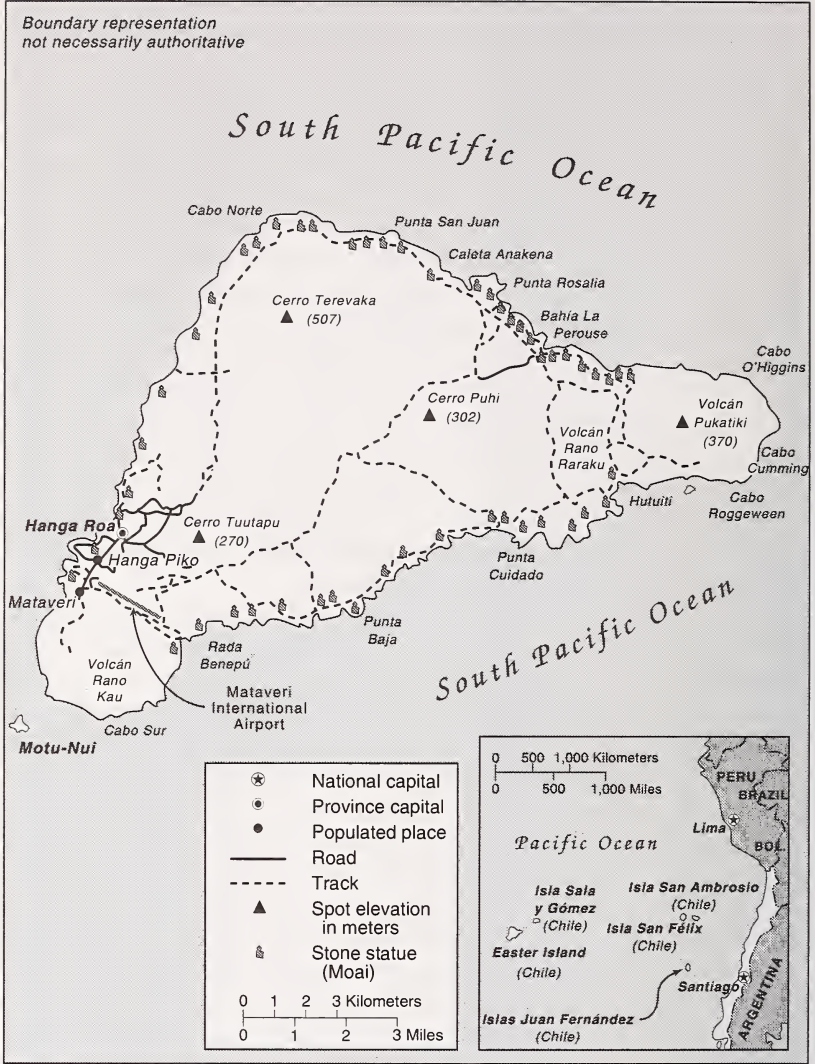 Boundary representation
not necessarily authoritative
South Pacific Ocean
Cabo Norte
Punta San Juan
Caleta Anakena
Punta Rosalia
Bahía La
Perouse
Cabo
O'Higgins
Cerro Terevaka
(507)
Cerro Puhi
(302)
Volcán
Pukatiki
(370)
Volcán
Rano
Raraku
Cabo
Cumming
Hutuiti
Cabo
Roggeween
Hanga Roa
Cerro Tuutapu
(270)
Hanga Piko
Punta
Cuidado
Mataveri
Punta
Baja
South Pacific Ocean
Rada
Benepú
Volcán
Rano
Kau
Mataveri
International
Airport
Cabo Sur
Motu-Nui
National capital
Province capital
Populated place
Road
Track
Spot elevation
in meters
Stone statue
(Moai)
0 1 2 3 Kilometers
0 1 2 3 Miles
0 500 1,000 Kilometers
0 500 1,000 Miles
PERU
BRAZIL
Lima
BOL.
Pacific Ocean
Isla Sala
y Gómez
(Chile)
Isla San Ambrosio
(Chile)
Isla San Félix
(Chile)
Easter Island
(Chile)
Santiago
ARGENTINA
Islas Juan Fernández
(Chile)